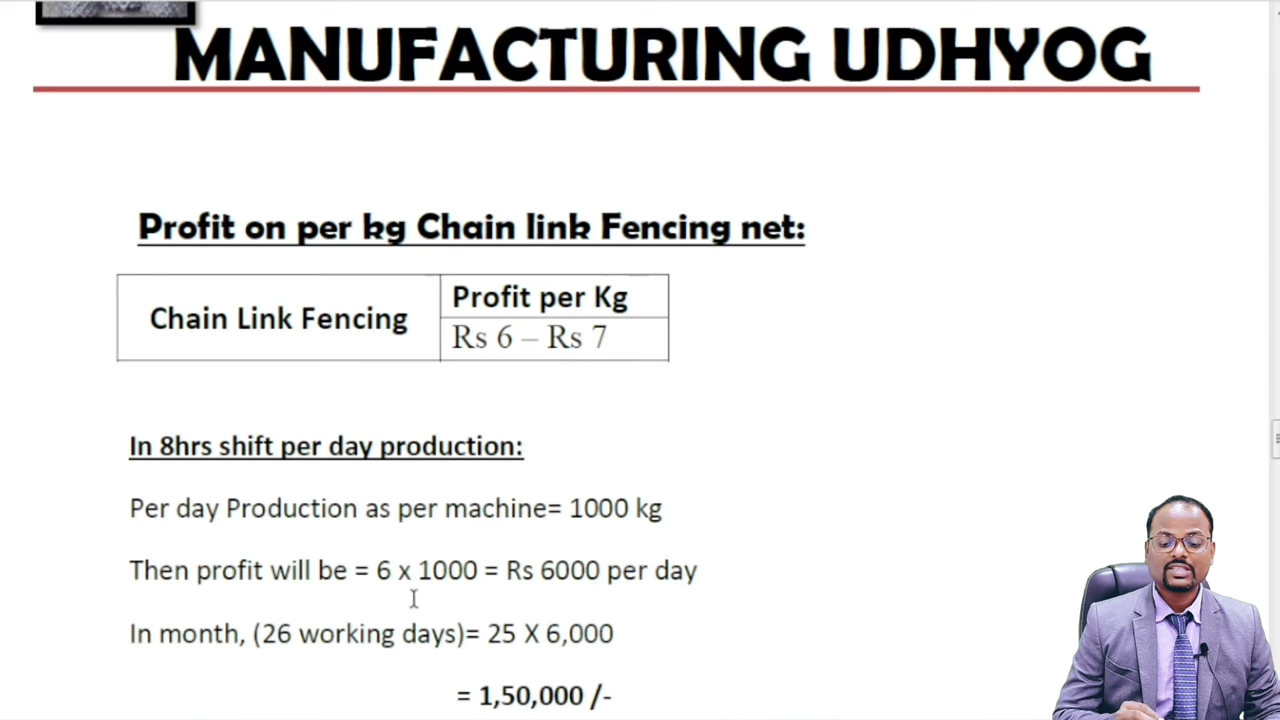 MANUFACTURING UDHYOG
Profit on per kg Chain link Fencing net:
Chain Link Fencing
Profit per Kg
Rs 6 – Rs 7
In 8hrs shift per day production:
Per day Production as per machine= 1000 kg
Then profit will be = 6 x 1000 = Rs 6000 per day
In month, (26 working days)= 25 X 6,000
= 1,50,000 /-